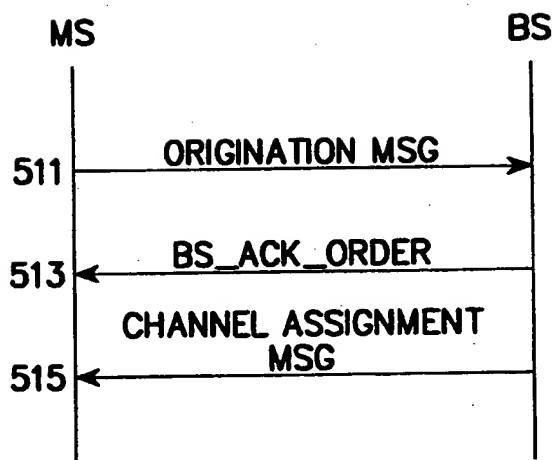 MS
BS
511
ORIGINATION MSG
513
BS_ACK_ORDER
CHANNEL ASSIGNMENT
MSG
515